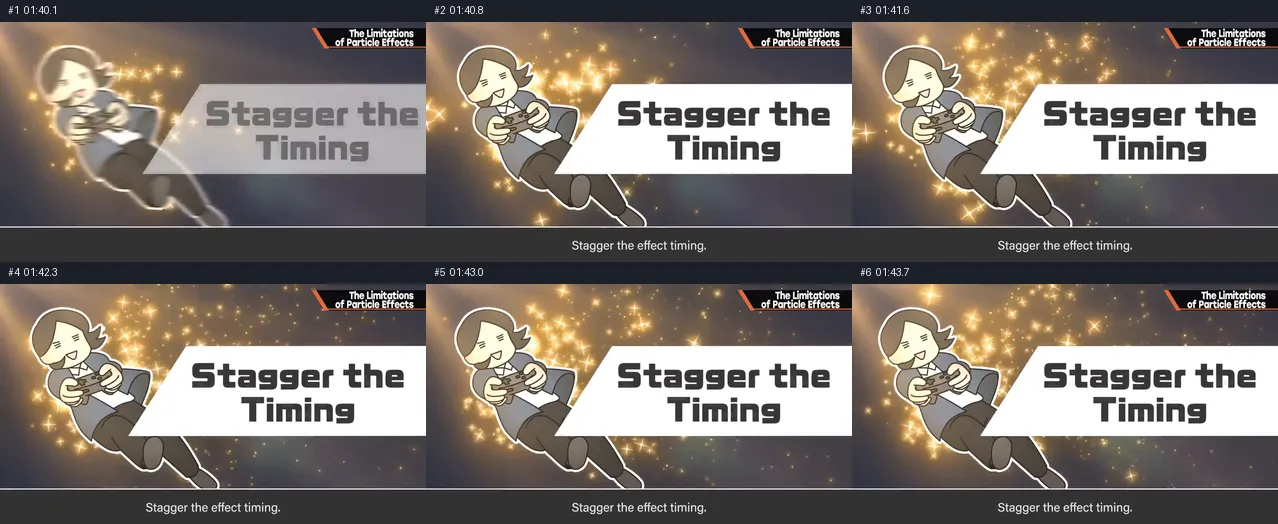 #1 01:40.1
The Limitations
of Particle Effects
Stagger the
Timing
#2 01:40.8
The Limitations
of Particle Effects
Stagger the
Timing
Stagger the effect timing.
#3 01:41.6
The Limitations
of Particle Effects
Stagger the
Timing
Stagger the effect timing.
#4 01:42.3
The Limitations
of Particle Effects
Stagger the
Timing
Stagger the effect timing.
#5 01:43.0
The Limitations
of Particle Effects
Stagger the
Timing
Stagger the effect timing.
#6 01:43.7
The Limitations
of Particle Effects
Stagger the
Timing
Stagger the effect timing.